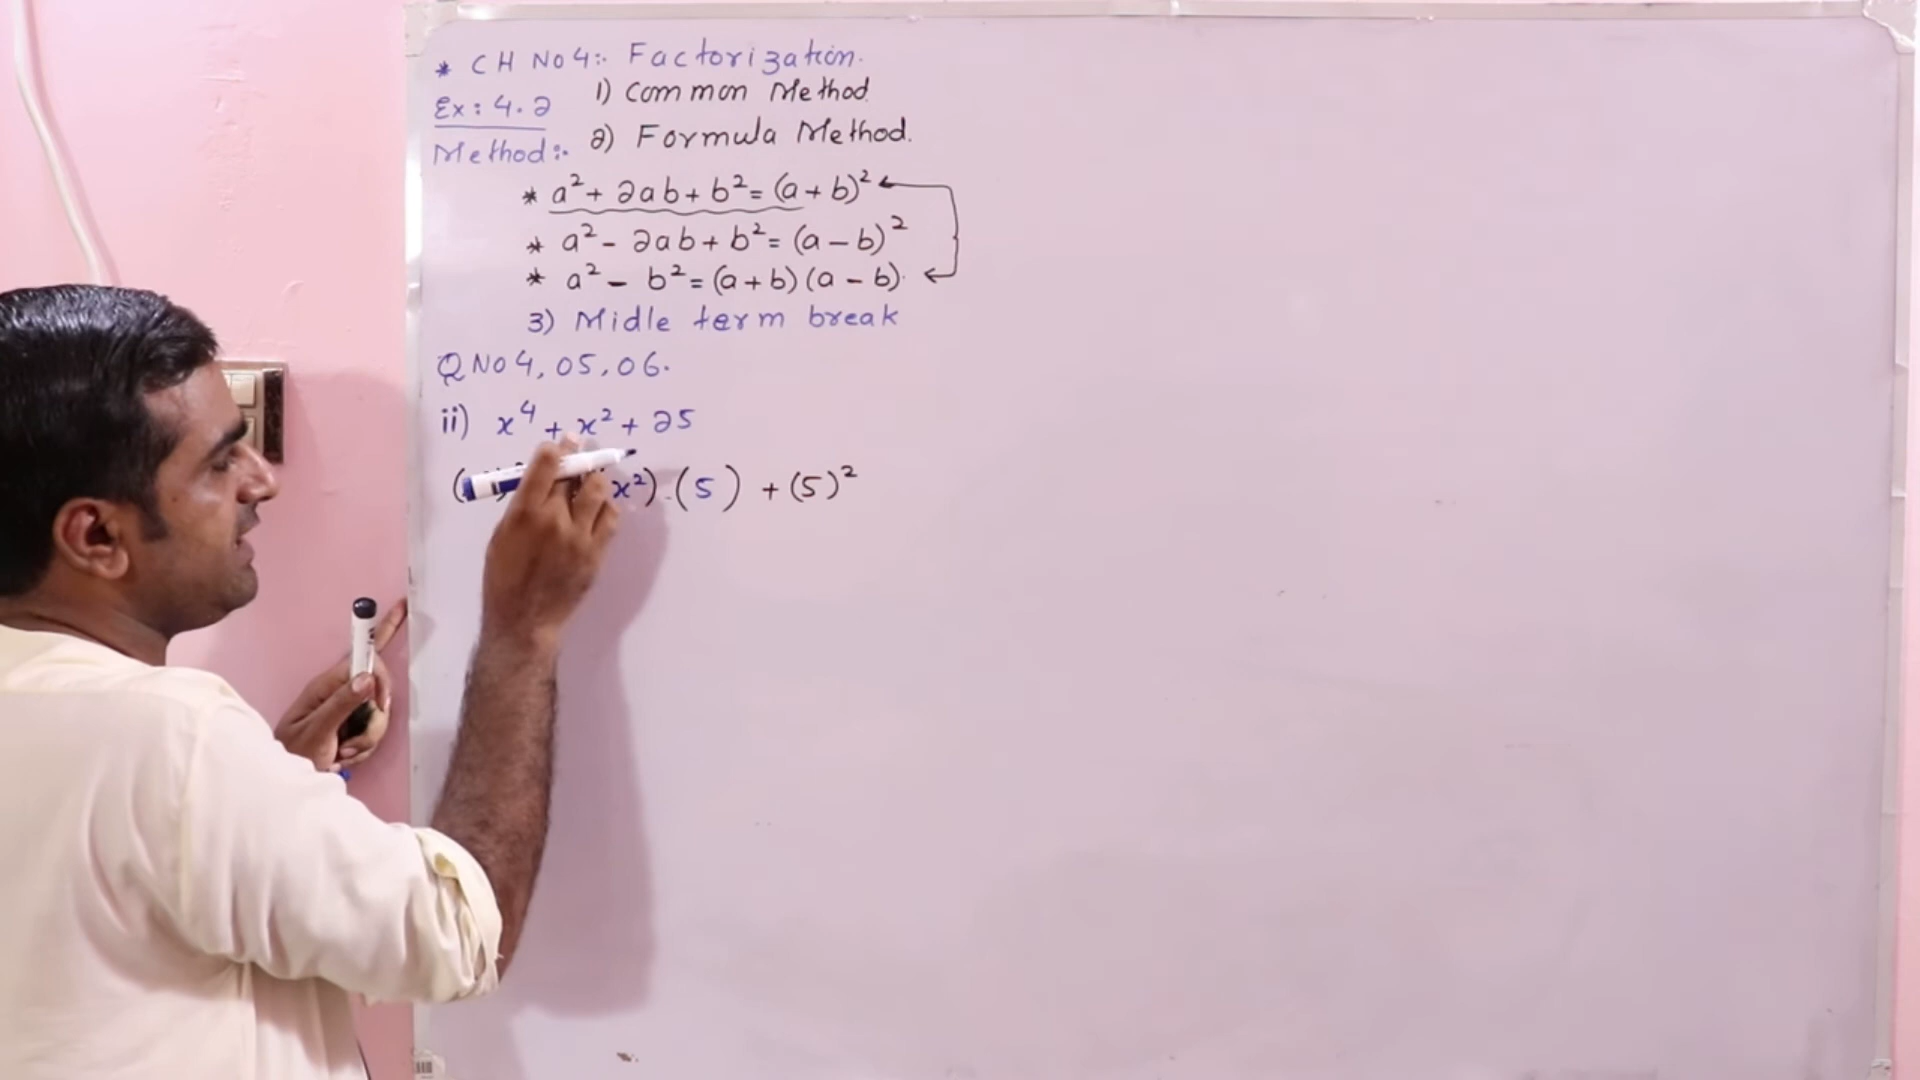 * CH No 4:- Factorization.
Ex: 4.2 1) Common Method
Method:- 2) Formula Method.
* a² + 2ab + b² = (a + b)²
* a² - 2ab + b² = (a - b)²
* a² - b² = (a + b) (a - b).
3) Midle term break
Q No 4, 05, 06.
ii) x⁴ + x² + 25
( x²) . (5) + (5)²